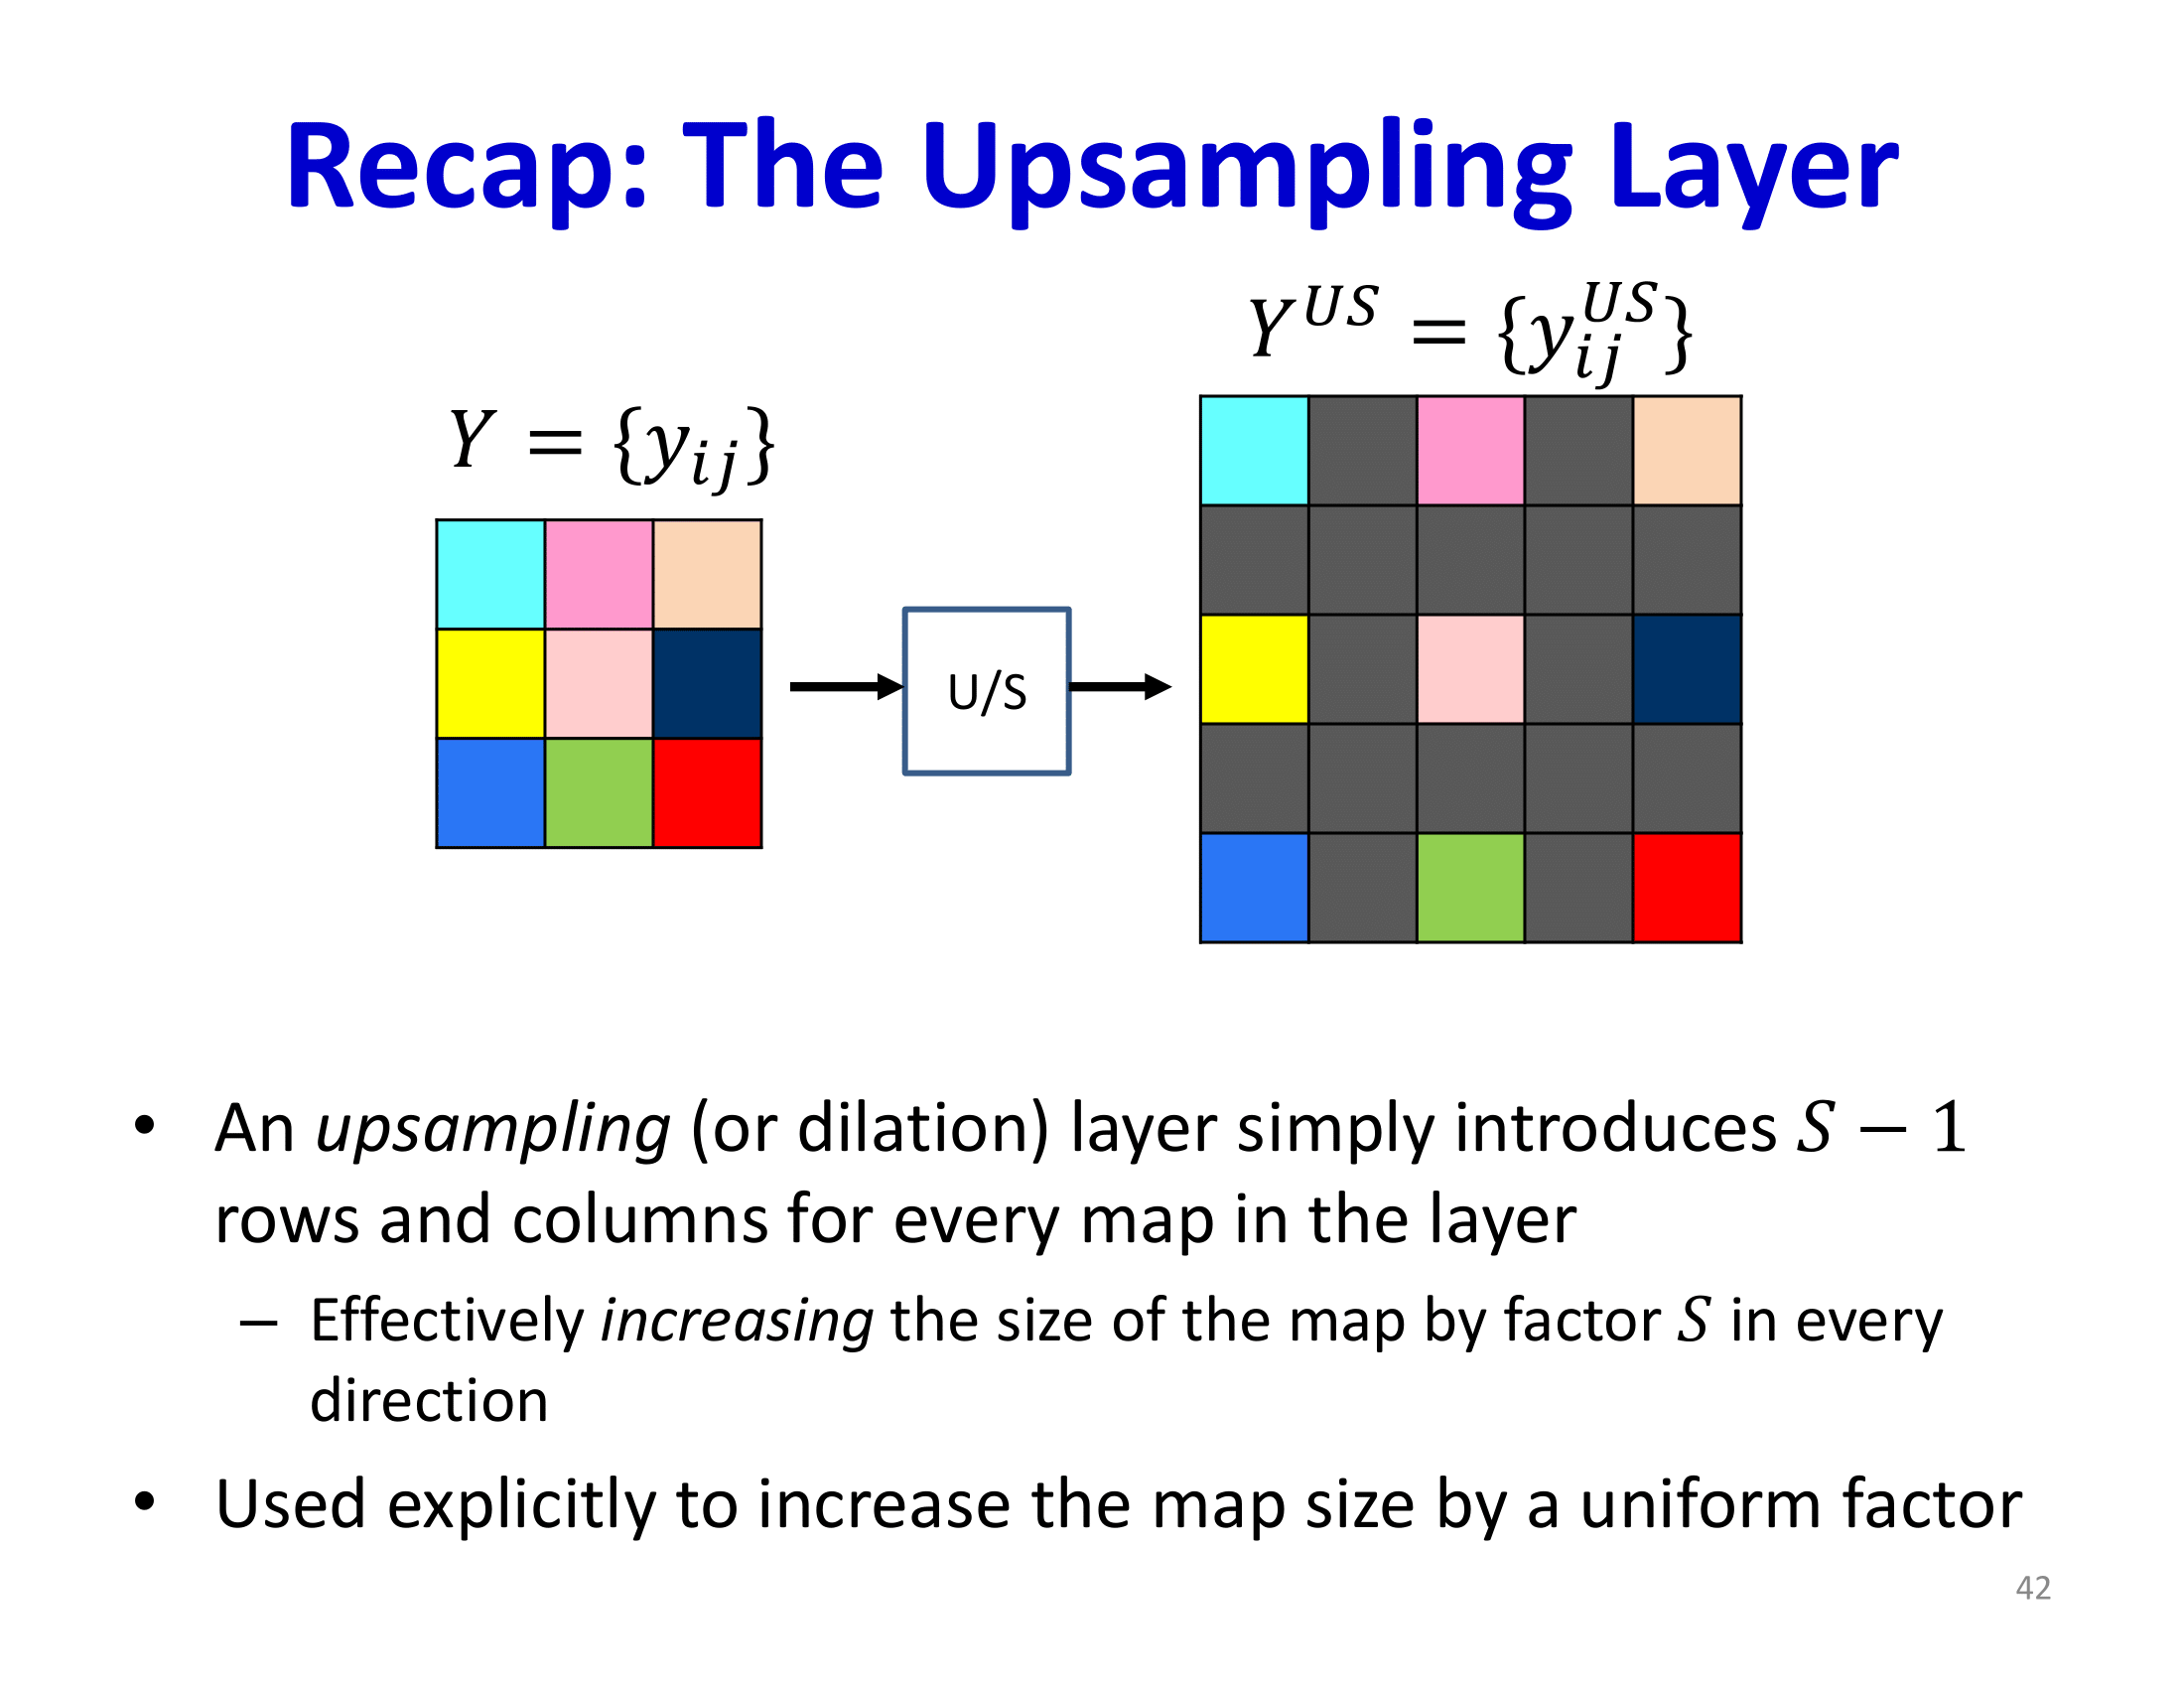 Recap: The Upsampling Layer
Y^{US} = {y_{ij}^{US}}
Y = {y_{ij}}
U/S
• An upsampling (or dilation) layer simply introduces S − 1
rows and columns for every map in the layer
– Effectively increasing the size of the map by factor S in every
direction
• Used explicitly to increase the map size by a uniform factor
42